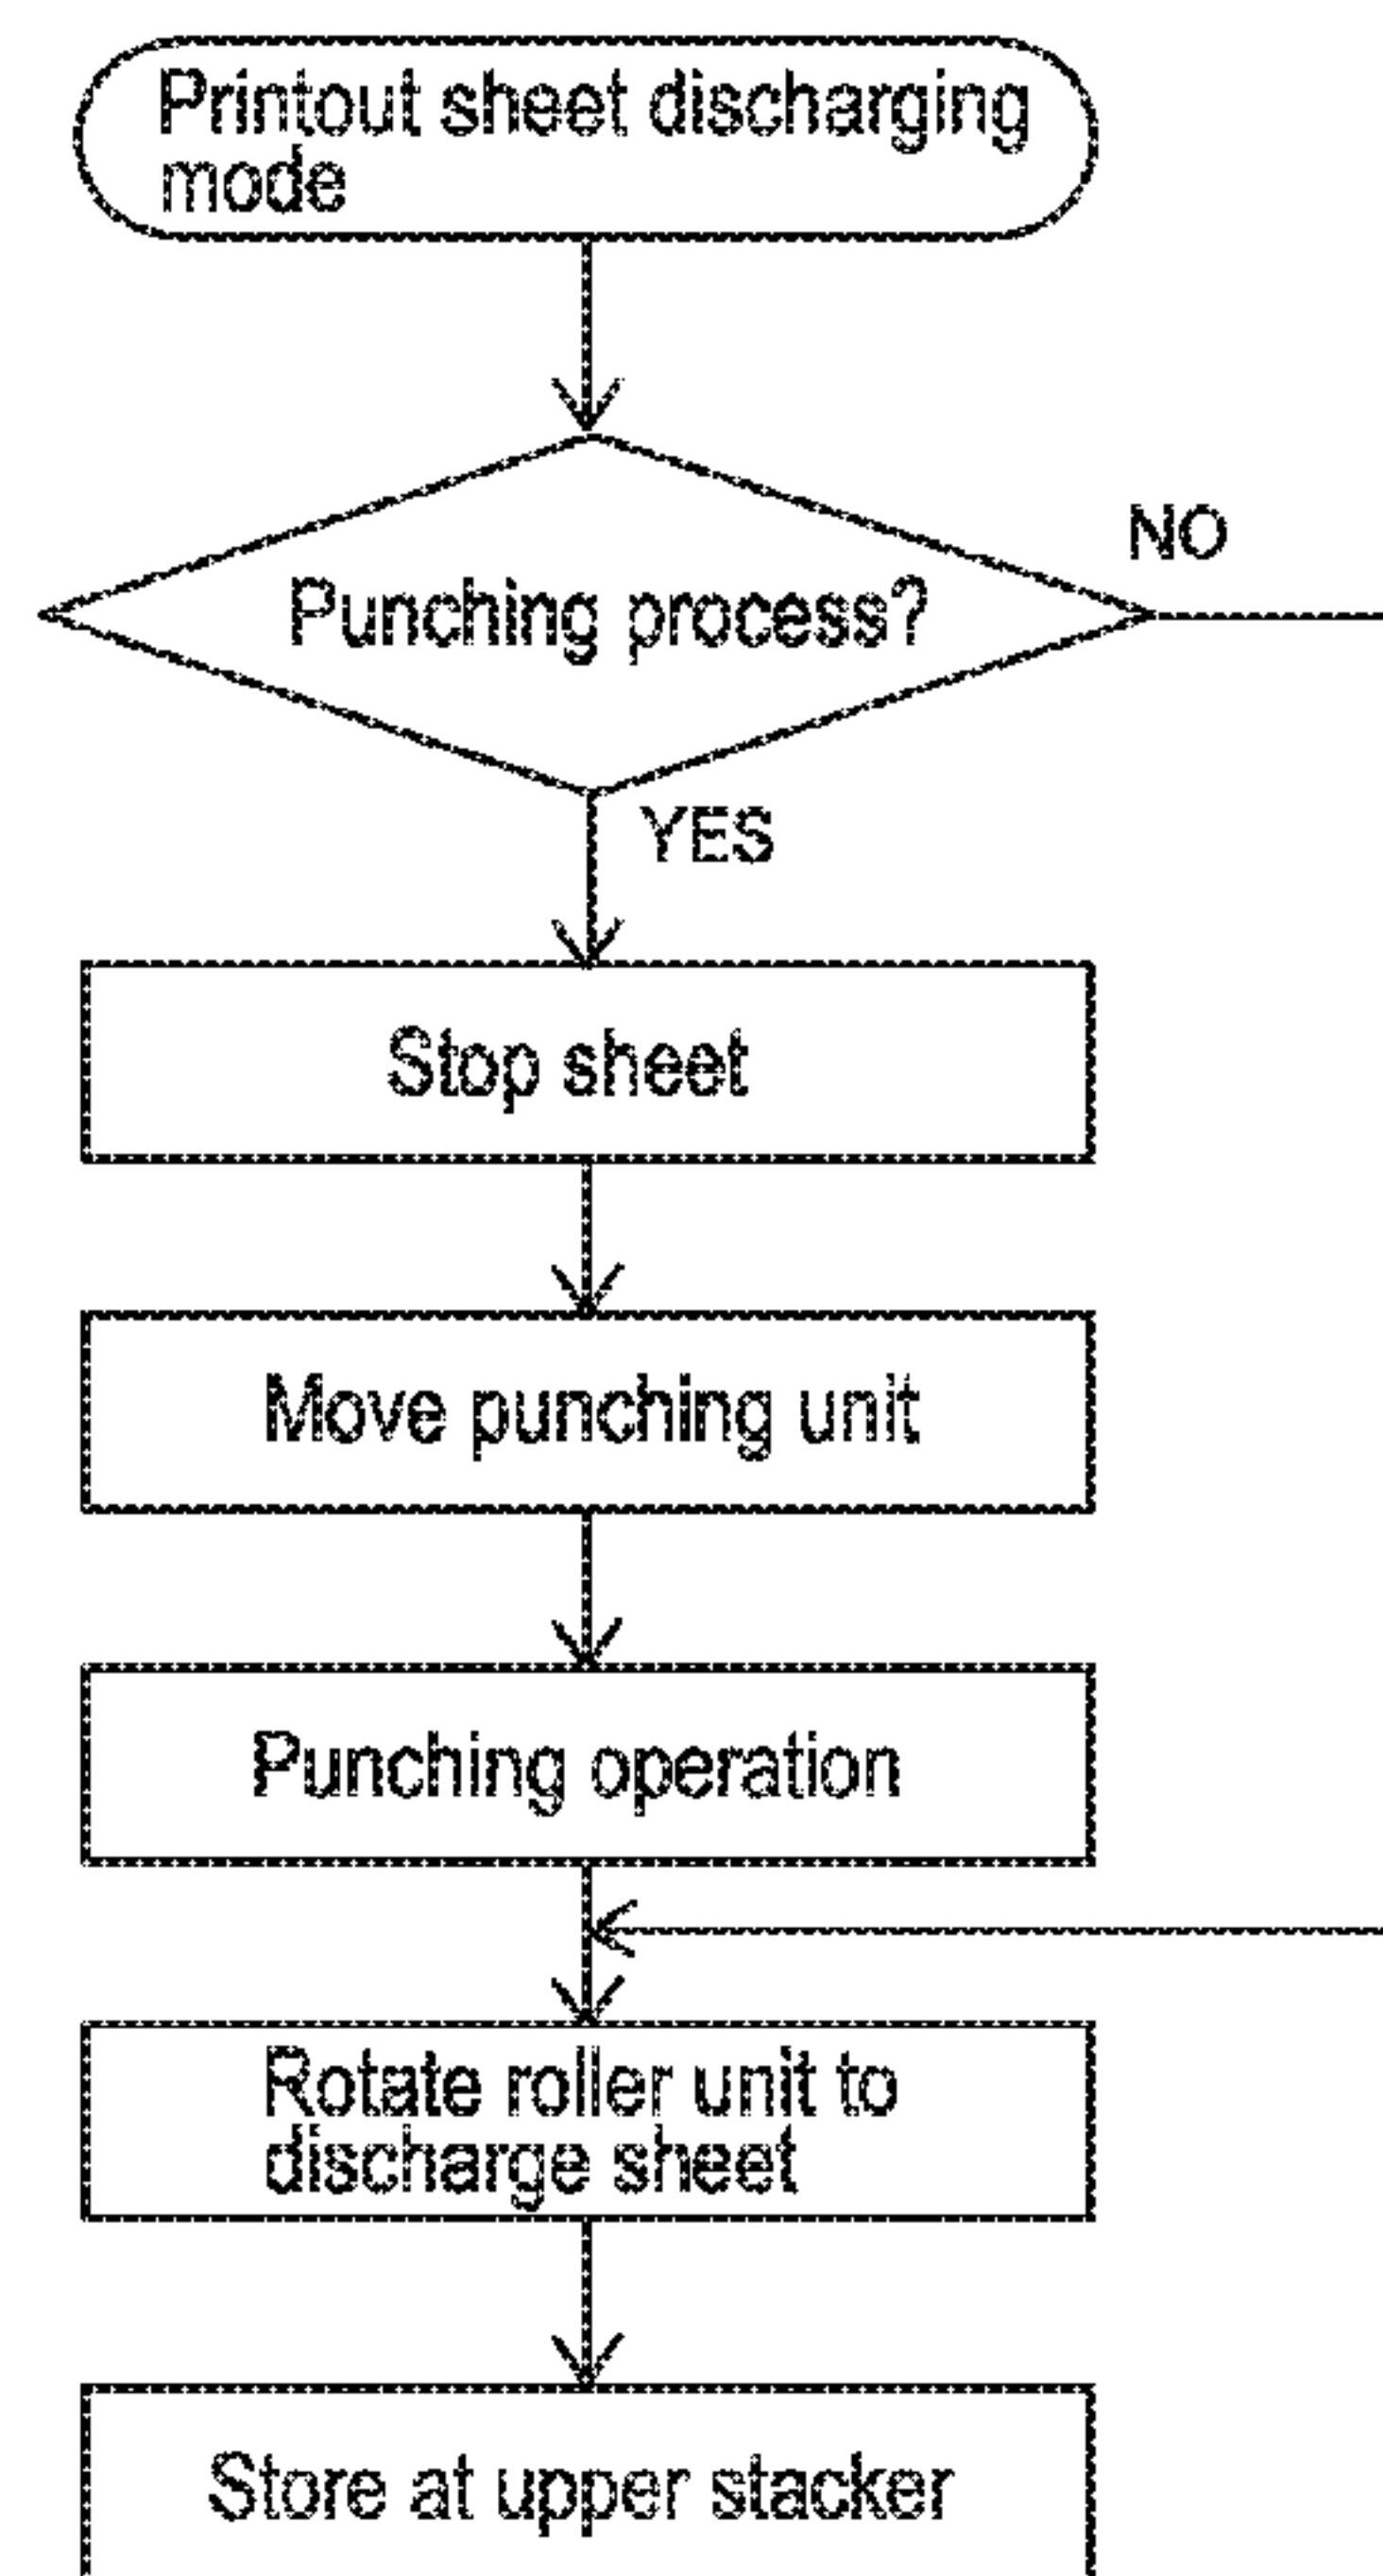 Printout sheet discharging
mode
Punching process?
NO
YES
Stop sheet
Move punching unit
Punching operation
Rotate roller unit to
discharge sheet
Store at upper stacker